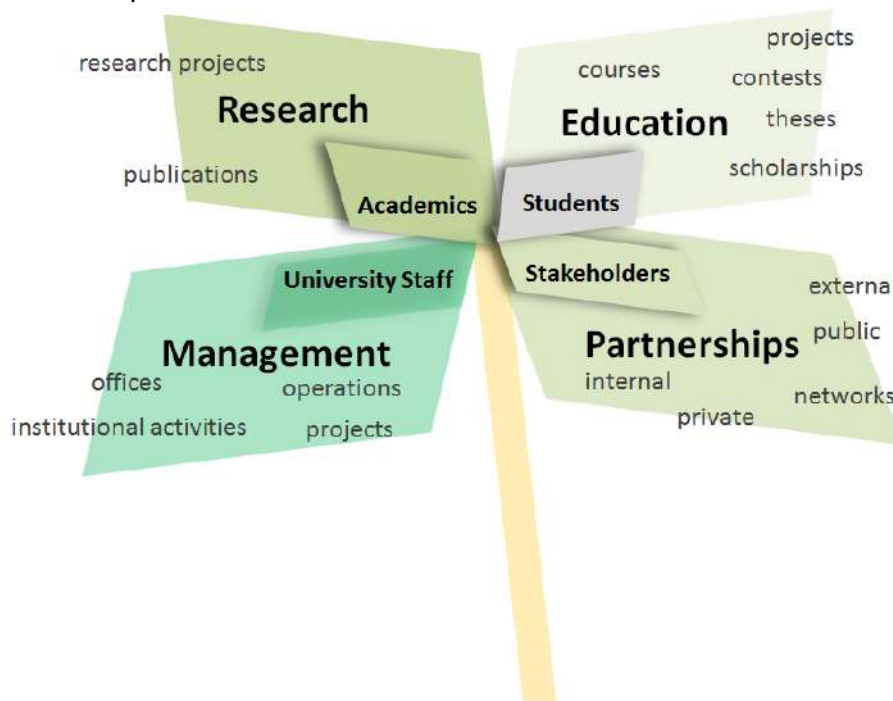 research projects
Research
publications
Academics
projects
courses
contests
Education
theses
scholarships
Students
University Staff
Management
offices
operations
institutional activities
projects
Stakeholders
externa
public
Partnerships
internal
networks
private